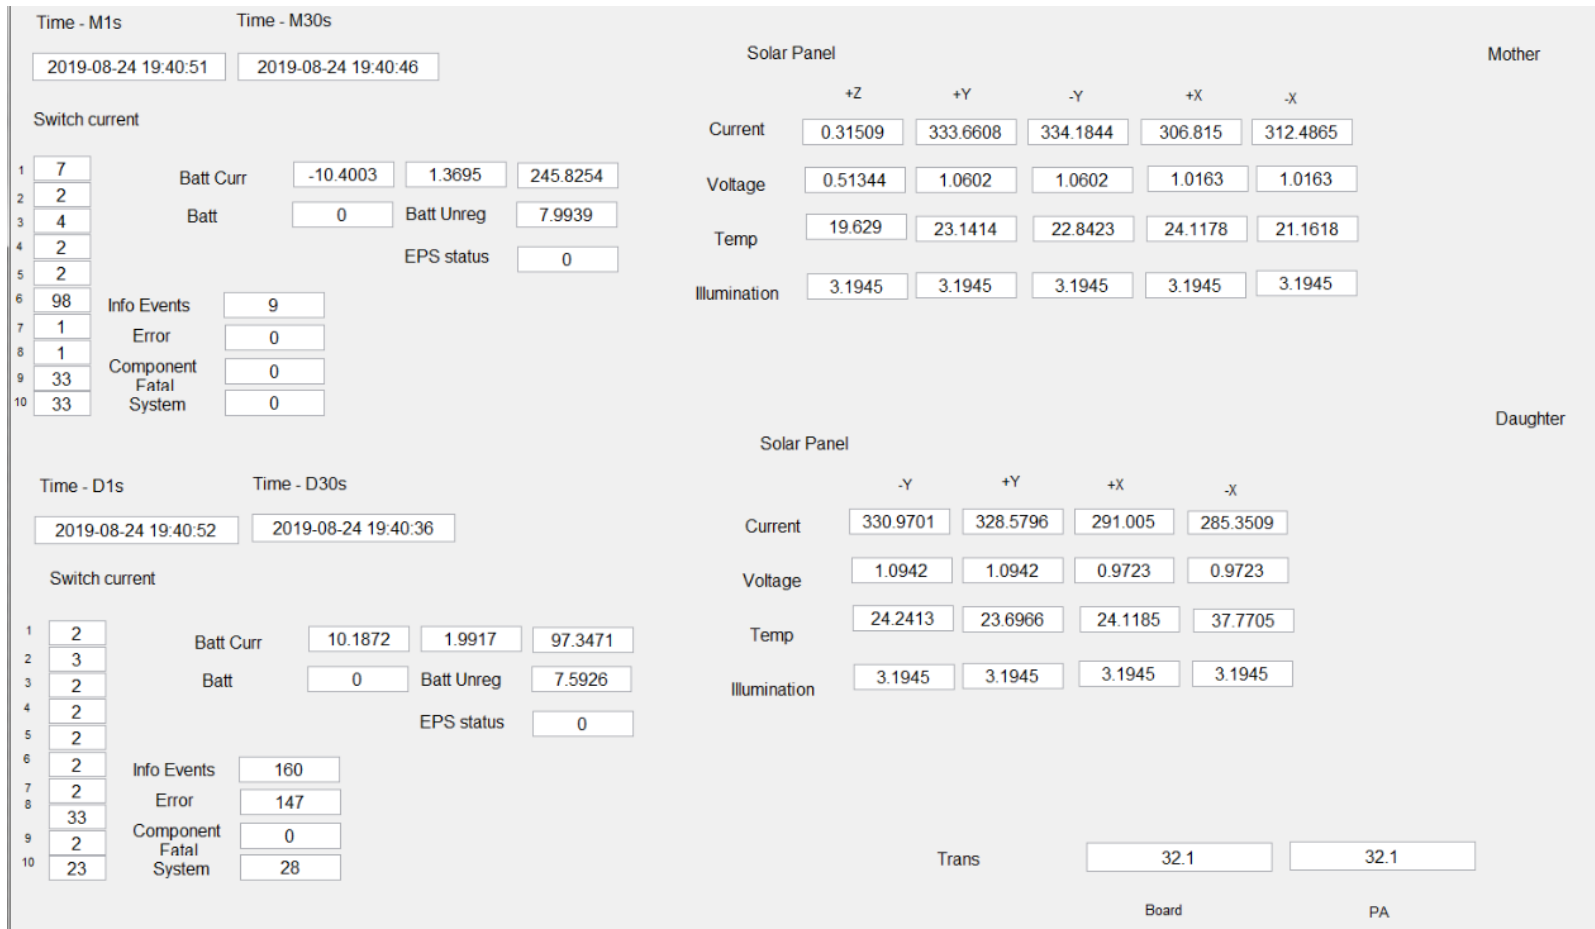 Time - M1s Time - M30s
2019-08-24 19:40:51 2019-08-24 19:40:46
Switch current
1 7
2 2
3 4
4 2
5 2
6 98
7 1
8 1
9 33
10 33
Batt Curr -10.4003 1.3695 245.8254
Batt 0 Batt Unreg 7.9939
EPS status 0
Info Events 9
Error 0
Component
Fatal 0
System 0
Solar Panel
Mother
+Z +Y -Y +X -X
Current 0.31509 333.6608 334.1844 306.815 312.4865
Voltage 0.51344 1.0602 1.0602 1.0163 1.0163
Temp 19.629 23.1414 22.8423 24.1178 21.1618
Illumination 3.1945 3.1945 3.1945 3.1945 3.1945
Time - D1s Time - D30s
2019-08-24 19:40:52 2019-08-24 19:40:36
Switch current
1 2
2 3
3 2
4 2
5 2
6 2
7 2
8 33
9 2
10 23
Batt Curr 10.1872 1.9917 97.3471
Batt 0 Batt Unreg 7.5926
EPS status 0
Info Events 160
Error 147
Component
Fatal 0
System 28
Daughter
Solar Panel
-Y +Y +X -X
Current 330.9701 328.5796 291.005 285.3509
Voltage 1.0942 1.0942 0.9723 0.9723
Temp 24.2413 23.6966 24.1185 37.7705
Illumination 3.1945 3.1945 3.1945 3.1945
Trans 32.1 32.1
Board PA